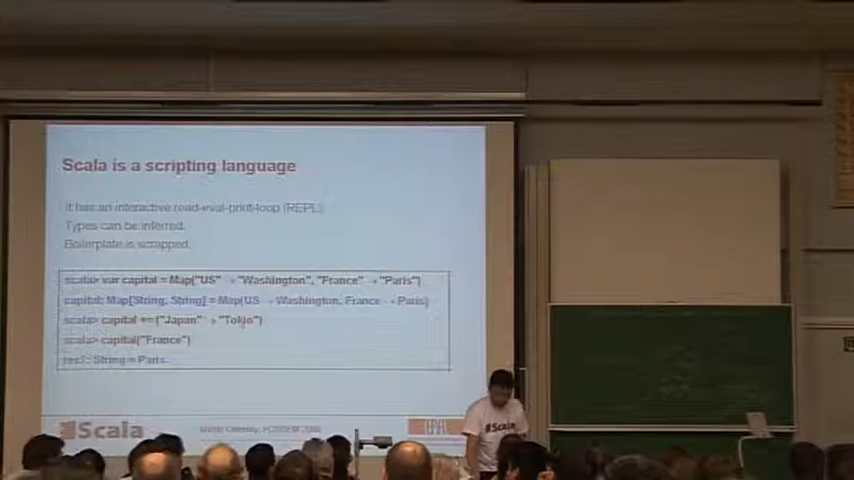 Scala is a scripting language
It has an interactive read-eval-print-loop (REPL)
Types can be inferred.
Boilerplate is scrapped.
scala> var capital = Map("US" → "Washington", "France" → "Paris")
capital: Map[String, String] = Map(US → Washington, France → Paris)
scala> capital += ("Japan" → "Tokyo")
scala> capital("France")
String = Paris
Scala
Scala